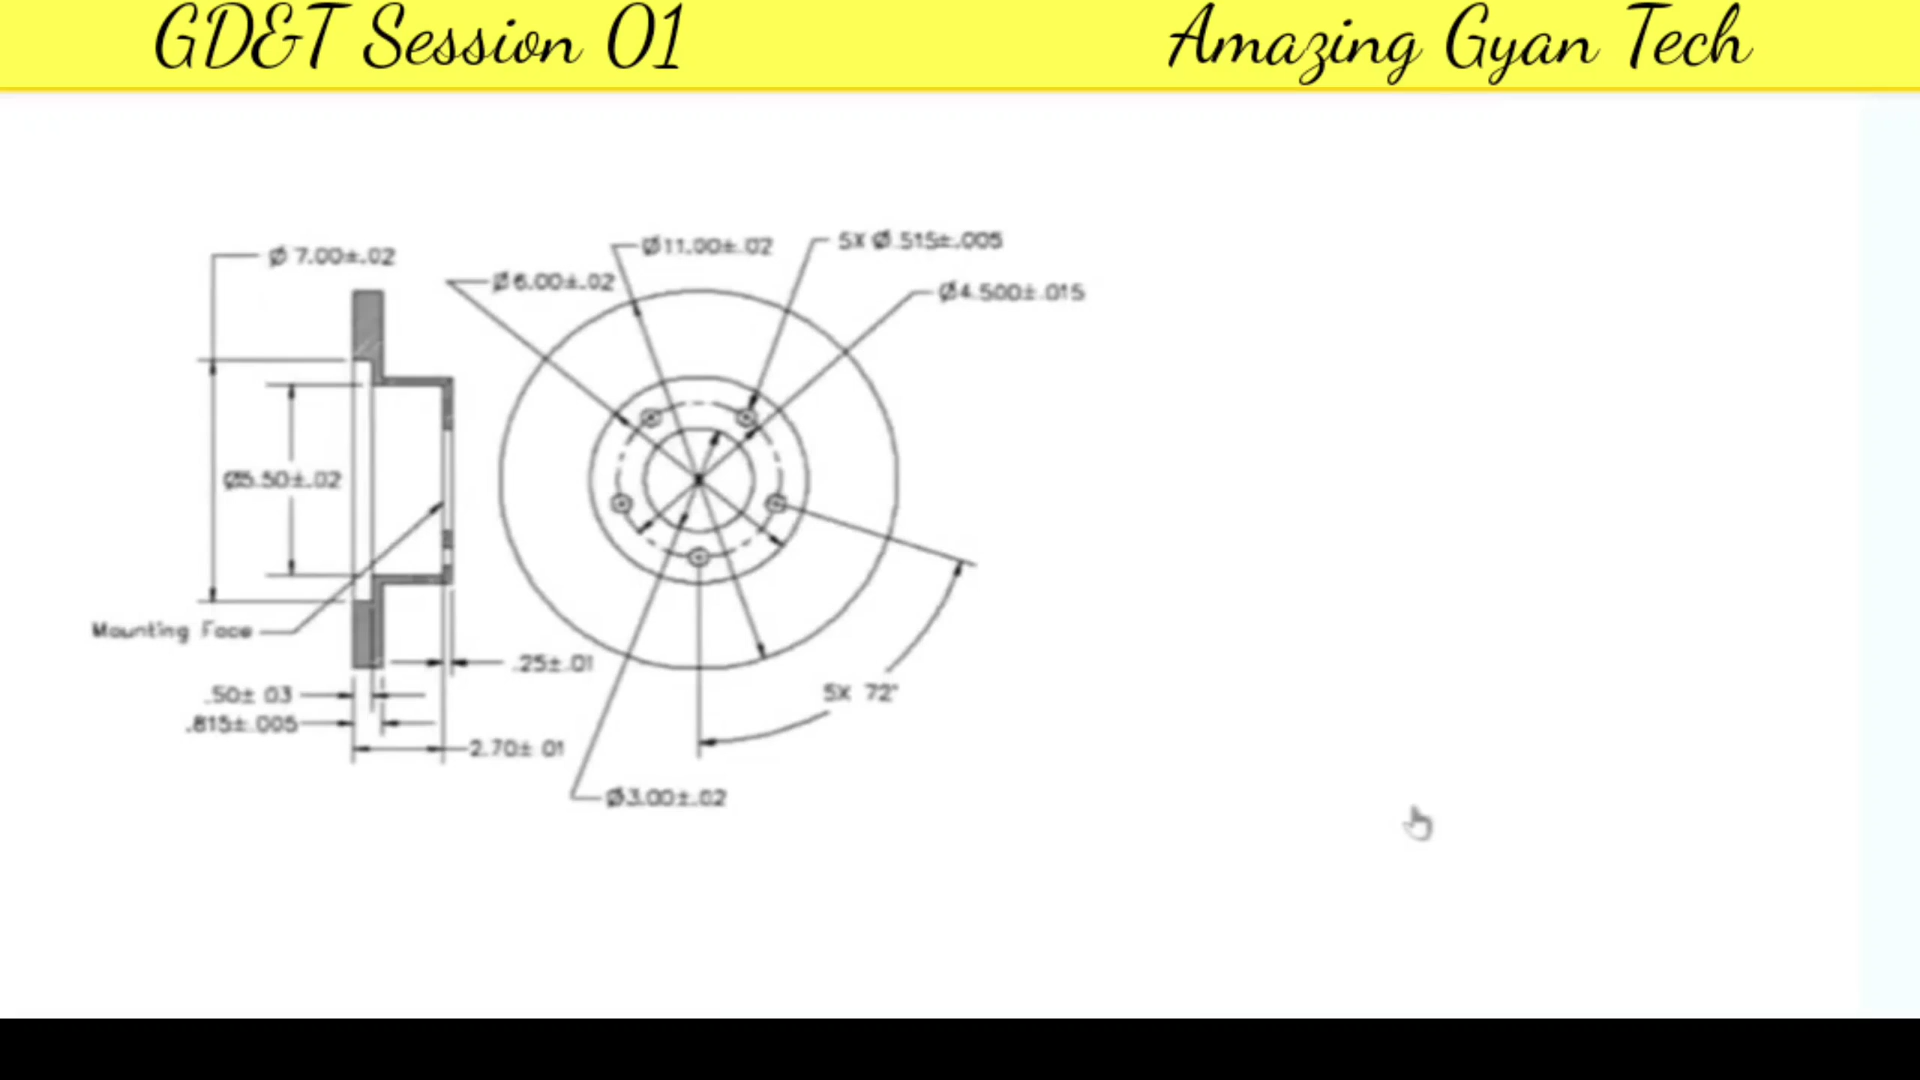 GD&T Session 01
Amazing Gyan Tech
Ø 7.00±.02
Ø6.00±.02
Ø11.00±.02
5X Ø.515±.005
Ø4.500±.015
Ø5.50±.02
Mounting Face
.25±.01
.50±.03
.815±.005
2.70±.01
5X 72°
Ø3.00±.02